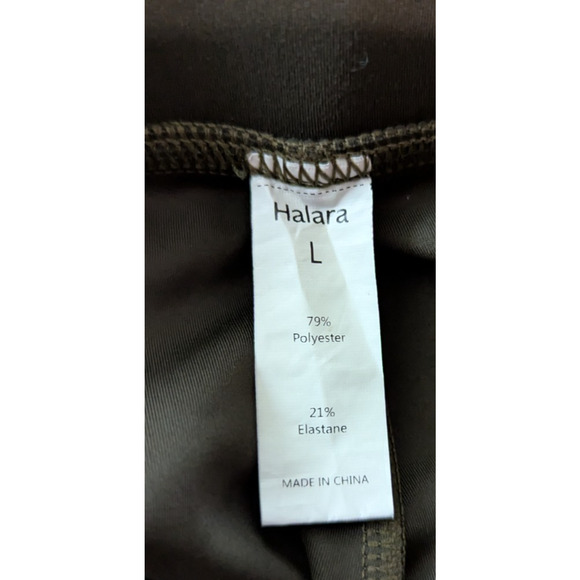 Halara
L
79%
Polyester
21%
Elastane
MADE IN CHINA